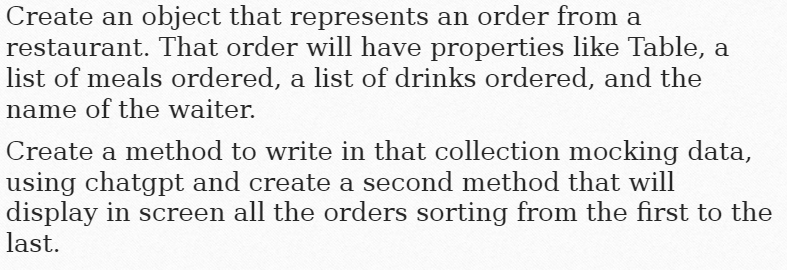 Create an object that represents an order from a
restaurant. That order will have properties like Table, a
list of meals ordered, a list of drinks ordered, and the
name of the waiter.
Create a method to write in that collection mocking data,
using chatgpt and create a second method that will
display in screen all the orders sorting from the first to the
last.